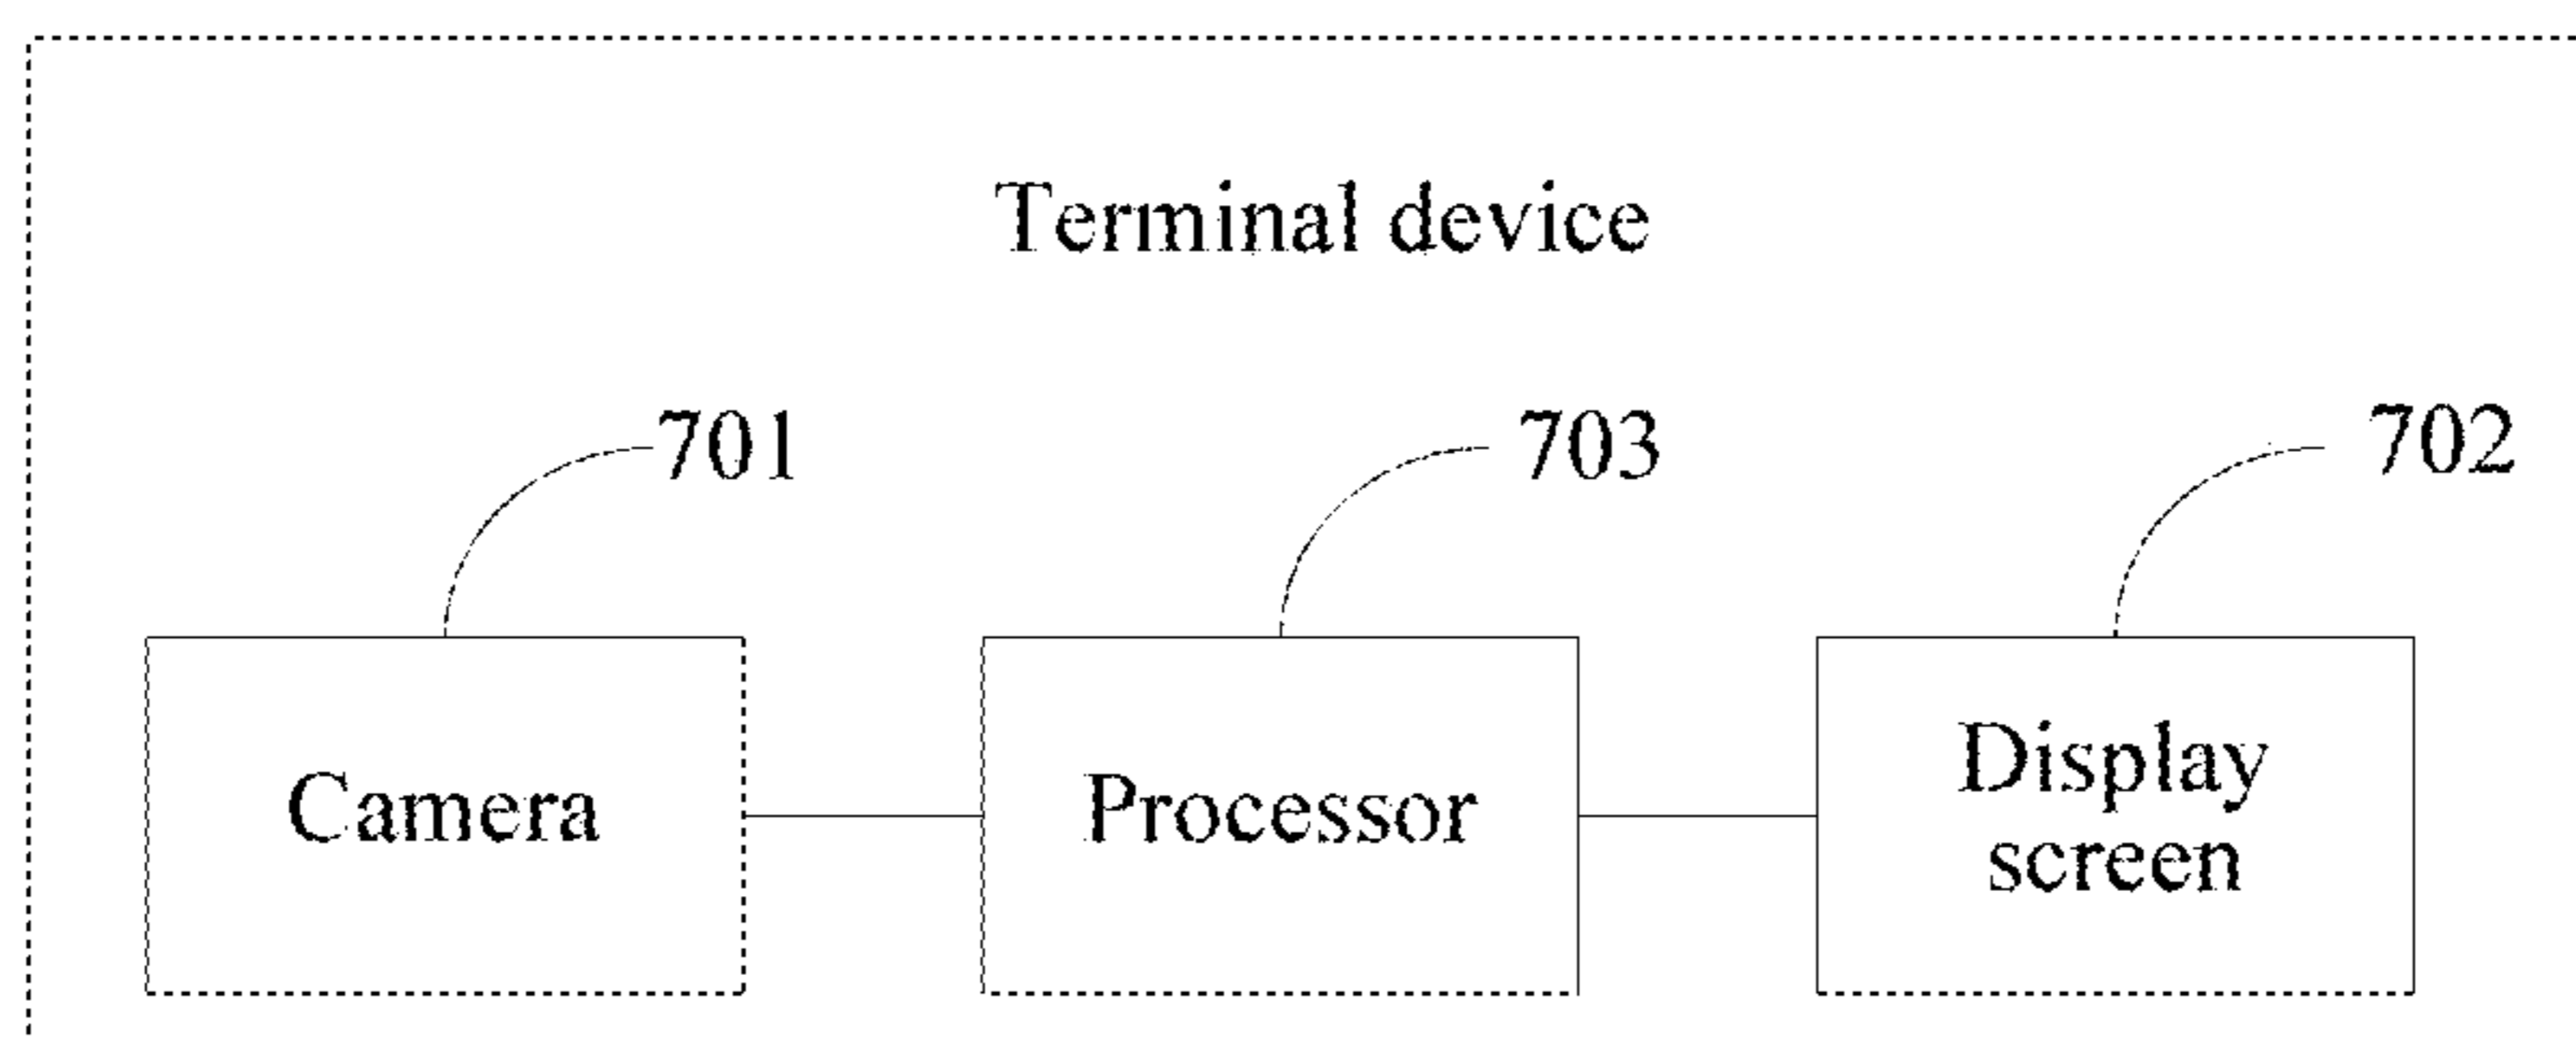 Terminal device
701
703
702
Camera
Processor
Display
screen